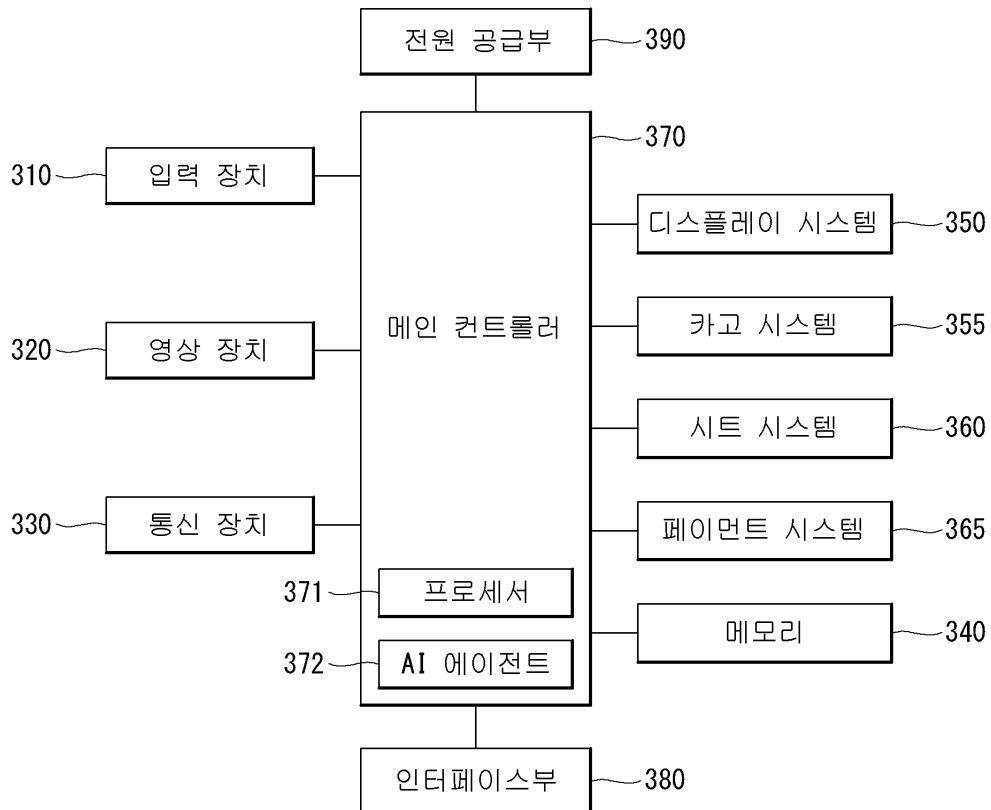 전원 공급부
390
370
310
입력 장치
디스플레이 시스템
350
메인 컨트롤러
카고 시스템
355
320
영상 장치
시트 시스템
360
330
통신 장치
페이먼트 시스템
365
371
프로세서
메모리
340
372
AI 에이전트
인터페이스부
380